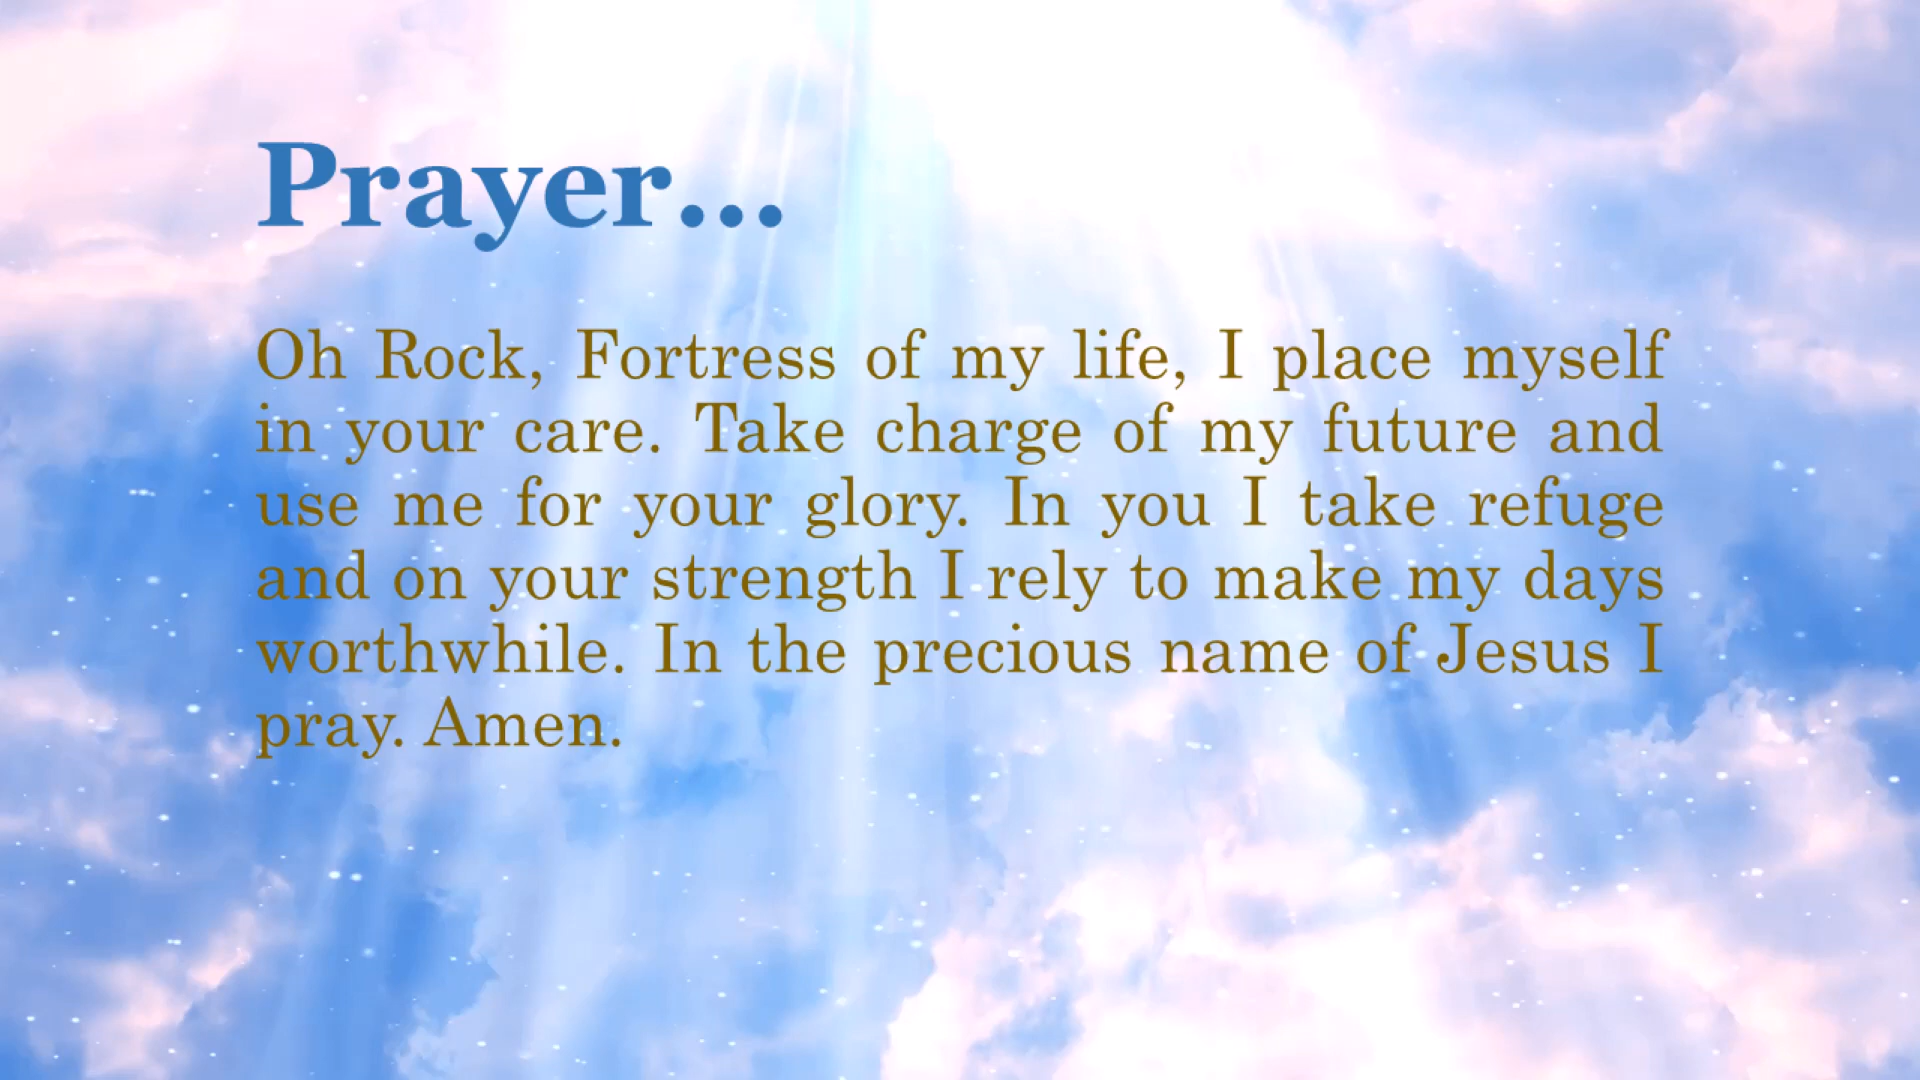 Prayer...
Oh Rock, Fortress of my life, I place myself
in your care. Take charge of my future and
use me for your glory. In you I take refuge
and on your strength I rely to make my days
worthwhile. In the precious name of Jesus I
pray. Amen.